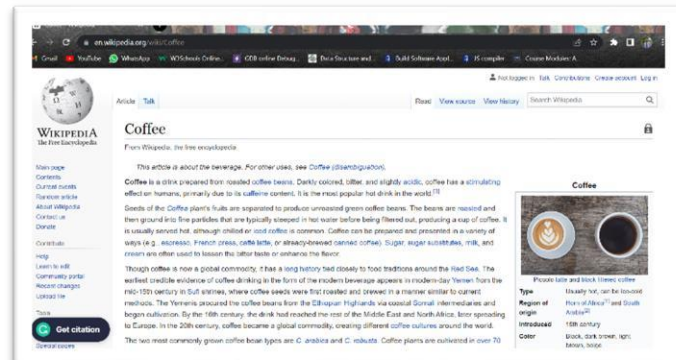 en.wikipedia.org/wiki/Coffee
Gmail YouTube WhatsApp W3Schools Online... GDB online Debug... Data Structure and... Build Software Appl... JS compiler Course Modules: A...
Not logged in Talk Contributions Create account Log in
Article Talk Read View source View history Search Wikipedia
WIKIPEDIA
The Free Encyclopedia
Main page
Contents
Current events
Random article
About Wikipedia
Contact us
Donate
Contribute
Help
Learn to edit
Community portal
Recent changes
Upload file
Tools
Get citation
Special pages
Coffee
From Wikipedia, the free encyclopedia
This article is about the beverage. For other uses, see Coffee (disambiguation).
Coffee is a drink prepared from roasted coffee beans. Darkly colored, bitter, and slightly acidic, coffee has a stimulating
effect on humans, primarily due to its caffeine content. It is the most popular hot drink in the world.[3]
Seeds of the Coffea plant's fruits are separated to produce unroasted green coffee beans. The beans are roasted and
then ground into fine particles that are typically steeped in hot water before being filtered out, producing a cup of coffee. It
is usually served hot, although chilled or iced coffee is common. Coffee can be prepared and presented in a variety of
ways (e.g., espresso, French press, caffè latte, or already-brewed canned coffee). Sugar, sugar substitutes, milk, and
cream are often used to lessen the bitter taste or enhance the flavor.
Though coffee is now a global commodity, it has a long history tied closely to food traditions around the Red Sea. The
earliest credible evidence of coffee drinking in the form of the modern beverage appears in modern-day Yemen from the
mid-15th century in Sufi shrines, where coffee seeds were first roasted and brewed in a manner similar to current
methods. The Yemenis procured the coffee beans from the Ethiopian Highlands via coastal Somali intermediaries and
began cultivation. By the 16th century, the drink had reached the rest of the Middle East and North Africa, later spreading
to Europe. In the 20th century, coffee became a global commodity, creating different coffee cultures around the world.
The two most commonly grown coffee bean types are C. arabica and C. robusta. Coffee plants are cultivated in over 70
Coffee
Piccolo latte and black filtered coffee
Type Usually hot, can be ice-cold
Region of origin Horn of Africa[1] and South Arabia[2]
Introduced 15th century
Color Black, dark brown, light brown, beige